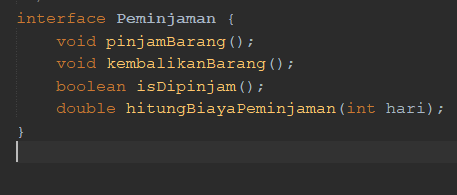 interface Peminjaman {
    void pinjamBarang();
    void kembalikanBarang();
    boolean isDipinjam();
    double hitungBiayaPeminjaman(int hari);
}